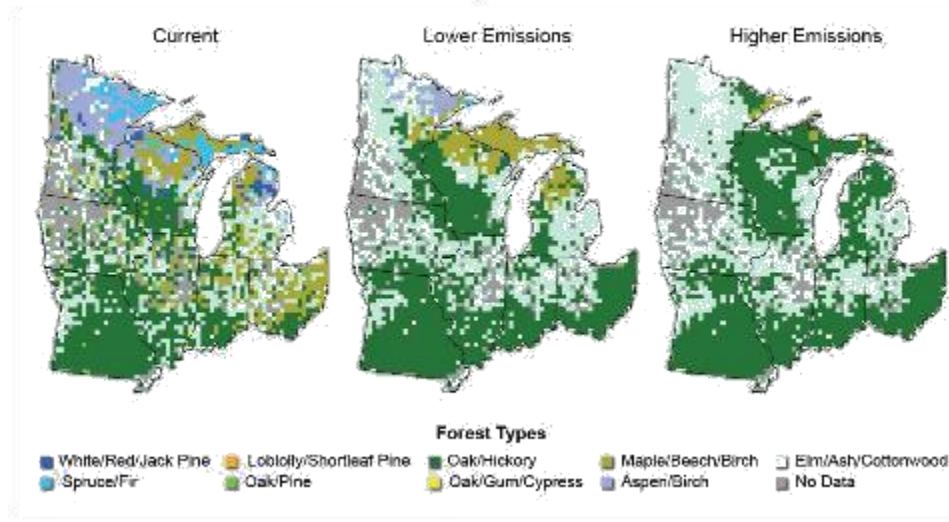 Current Lower Emissions Higher Emissions
Forest Types
White/Red/Jack Pine Loblolly/Shortleaf Pine Oak/Hickory Maple/Beech/Birch Elm/Ash/Cottonwood
Spruce/Fir Oak/Pine Oak/Gum/Cypress Aspen/Birch No Data